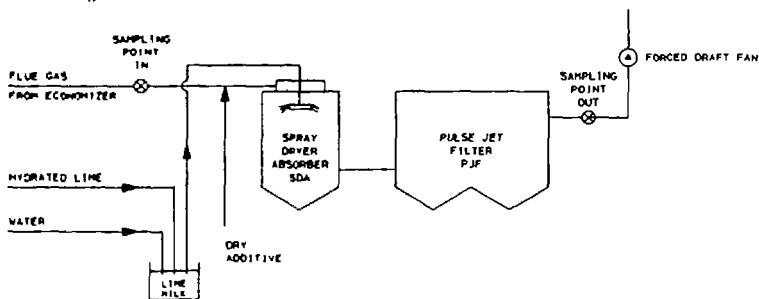 SAMPLING
POINT
IN
FLUE GAS
FROM ECONOMIZER
SPRAY
DRYER
ABSORBER
SDA
PULSE JET
FILTER
PJF
SAMPLING
POINT
OUT
FORCED DRAFT FAN
HYDRATED LIME
WATER
DRY
ADDITIVE
LIME
MILK